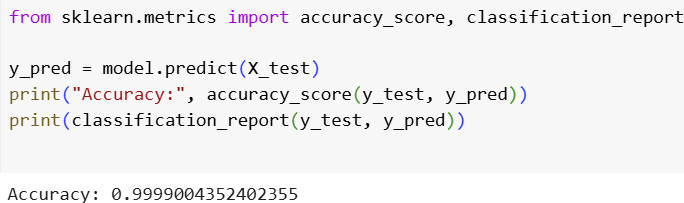 from sklearn.metrics import accuracy_score, classification_report
y_pred = model.predict(X_test)
print("Accuracy:", accuracy_score(y_test, y_pred))
print(classification_report(y_test, y_pred))
Accuracy: 0.9999004352402355